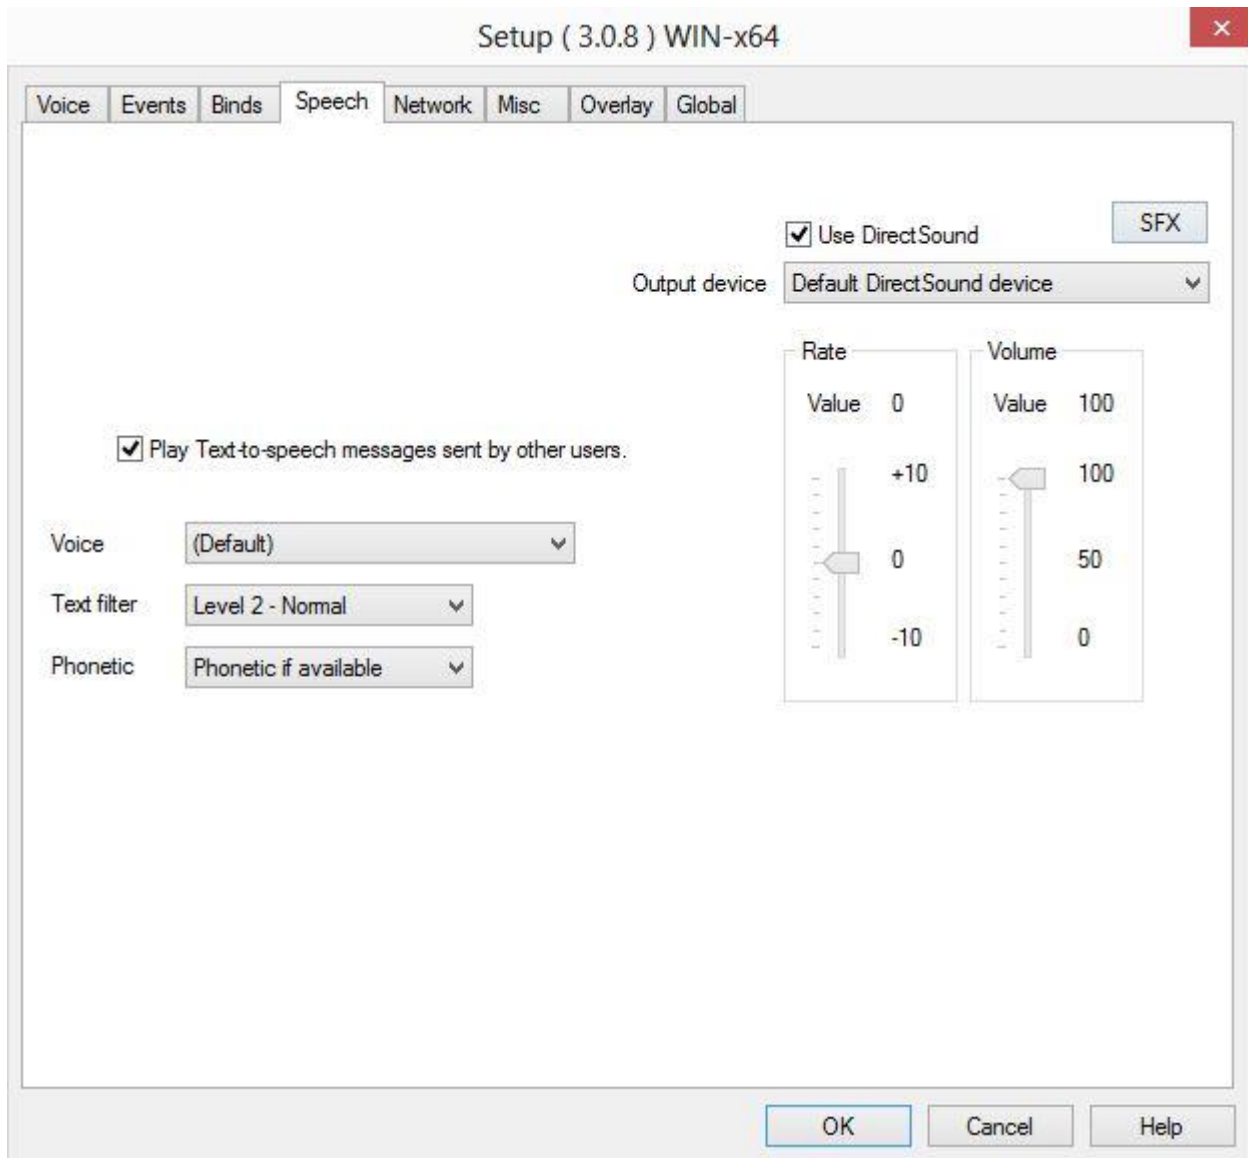 Setup ( 3.0.8 ) WIN-x64
Voice Events Binds Speech Network Misc Overlay Global
Use DirectSound
SFX
Output device Default DirectSound device
Rate Volume
Value 0 Value 100
Play Text-to-speech messages sent by other users.
+10 100
Voice (Default)
0 50
Text filter Level 2 - Normal
-10 0
Phonetic Phonetic if available
OK Cancel Help